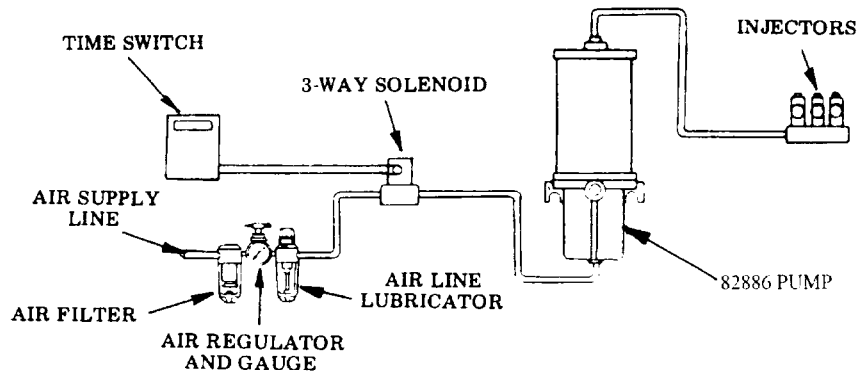 TIME SWITCH
3-WAY SOLENOID
INJECTORS
AIR SUPPLY
LINE
AIR FILTER
AIR REGULATOR
AND GAUGE
AIR LINE
LUBRICATOR
82886 PUMP